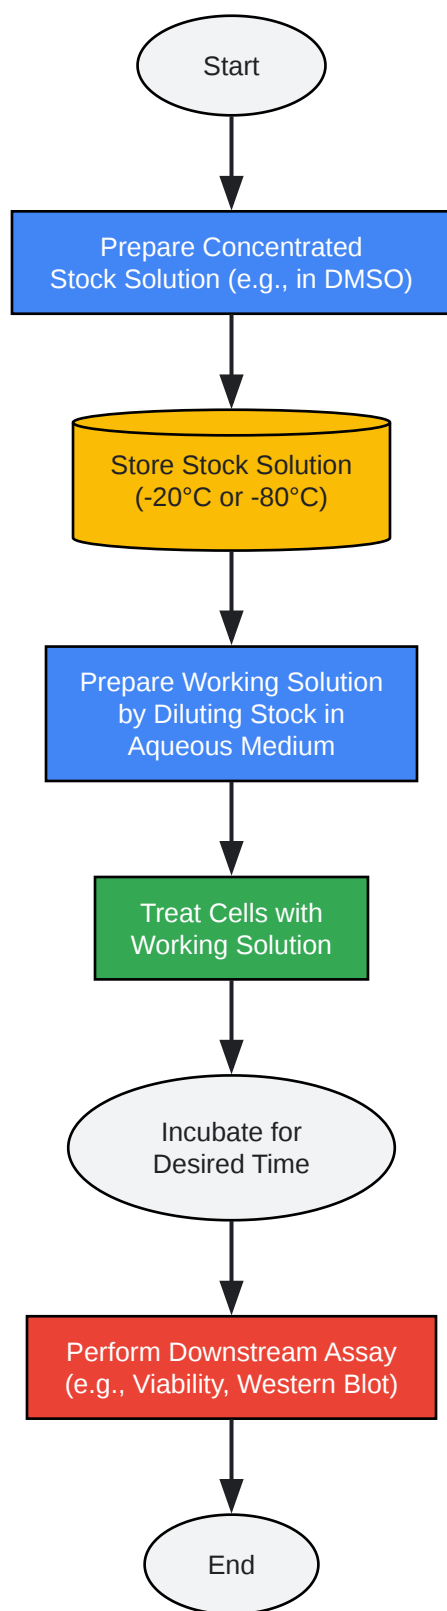 Start
Prepare Concentrated
Stock Solution (e.g., in DMSO)
Store Stock Solution
(-20°C or -80°C)
Prepare Working Solution
by Diluting Stock in
Aqueous Medium
Treat Cells with
Working Solution
Incubate for
Desired Time
Perform Downstream Assay
(e.g., Viability, Western Blot)
End